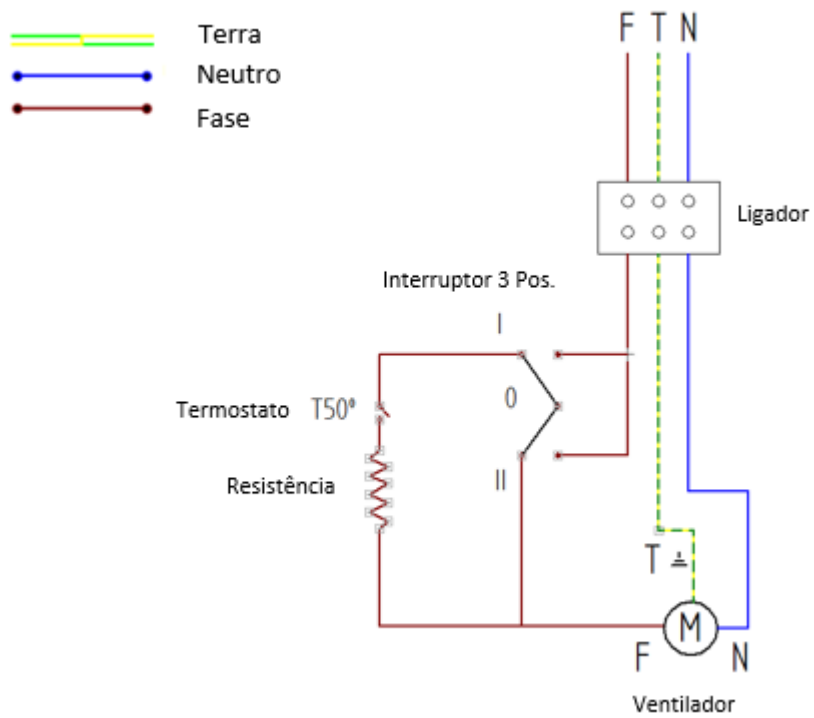 Terra
Neutro
Fase
F T N
Ligador
Interruptor 3 Pos.
I
Termostato T50º
0
Resistência
II
T
M
F N
Ventilador